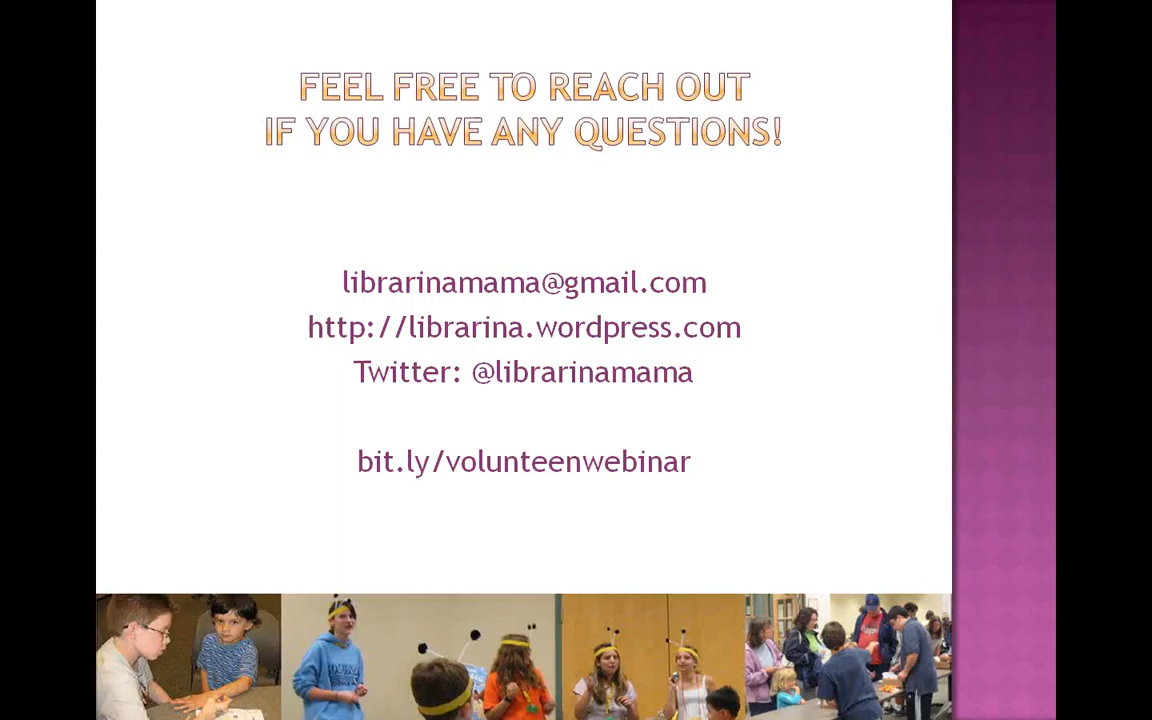 FEEL FREE TO REACH OUT
IF YOU HAVE ANY QUESTIONS!
librarinamama@gmail.com
http://librarina.wordpress.com
Twitter: @librarinamama
bit.ly/volunteenwebinar